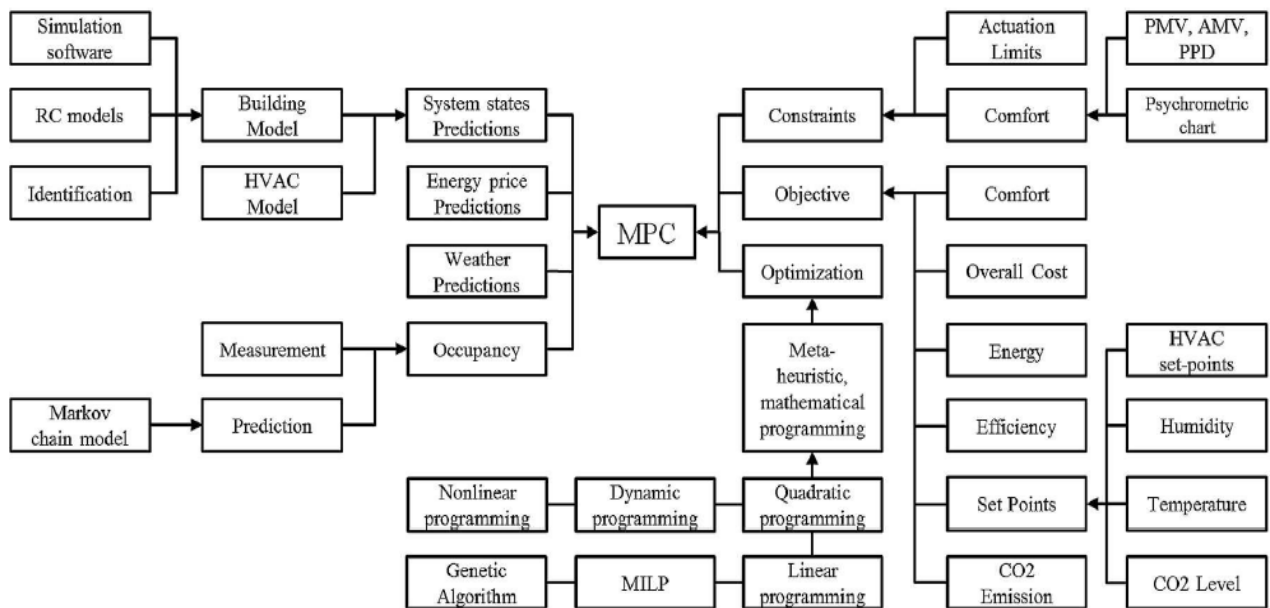 Simulation
software
RC models
Identification
Building
Model
HVAC
Model
System states
Predictions
Energy price
Predictions
Weather
Predictions
Measurement
Occupancy
Markov
chain model
Prediction
MPC
Constraints
Objective
Optimization
Meta-
heuristic,
mathematical
programming
Nonlinear
programming
Dynamic
programming
Quadratic
programming
Genetic
Algorithm
MILP
Linear
programming
Actuation
Limits
Comfort
PMV, AMV,
PPD
Psychrometric
chart
Comfort
Overall Cost
Energy
Efficiency
Set Points
CO2
Emission
HVAC
set-points
Humidity
Temperature
CO2 Level